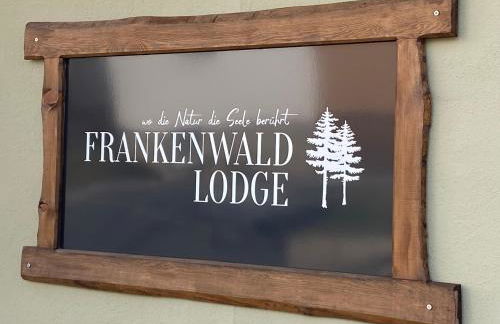 wo die Natur die Seele berührt
FRANKENWALD
LODGE